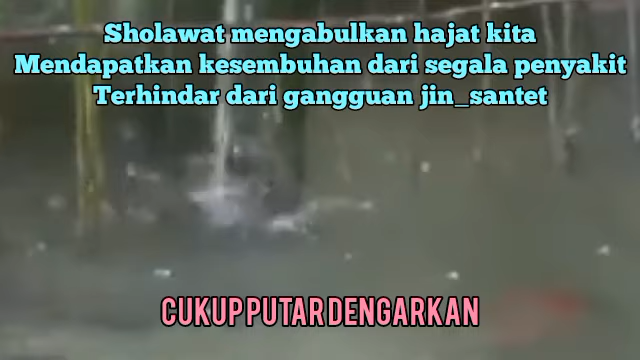 Sholawat mengabulkan hajat kita
Mendapatkan kesembuhan dari segala penyakit
Terhindar dari gangguan jin_santet
CUKUP PUTAR DENGARKAN